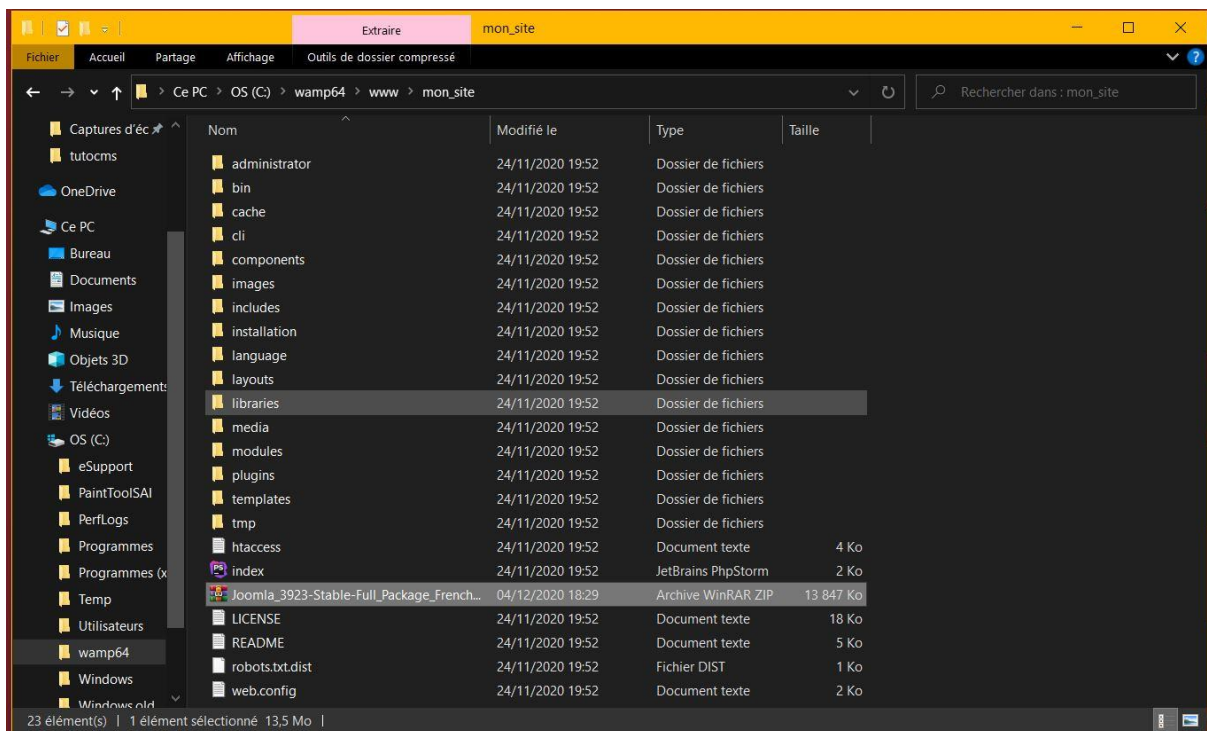 Extraire mon_site
Fichier Accueil Partage Affichage Outils de dossier compressé
Ce PC > OS (C:) > wamp64 > www > mon_site Rechercher dans : mon_site
Captures d'éc
tutocms
OneDrive
Ce PC
Bureau
Documents
Images
Musique
Objets 3D
Téléchargements
Vidéos
OS (C:)
eSupport
PaintToolSAI
PerfLogs
Programmes
Programmes (x
Temp
Utilisateurs
wamp64
Windows
Windows.old
Nom Modifié le Type Taille
administrator 24/11/2020 19:52 Dossier de fichiers
bin 24/11/2020 19:52 Dossier de fichiers
cache 24/11/2020 19:52 Dossier de fichiers
cli 24/11/2020 19:52 Dossier de fichiers
components 24/11/2020 19:52 Dossier de fichiers
images 24/11/2020 19:52 Dossier de fichiers
includes 24/11/2020 19:52 Dossier de fichiers
installation 24/11/2020 19:52 Dossier de fichiers
language 24/11/2020 19:52 Dossier de fichiers
layouts 24/11/2020 19:52 Dossier de fichiers
libraries 24/11/2020 19:52 Dossier de fichiers
media 24/11/2020 19:52 Dossier de fichiers
modules 24/11/2020 19:52 Dossier de fichiers
plugins 24/11/2020 19:52 Dossier de fichiers
templates 24/11/2020 19:52 Dossier de fichiers
tmp 24/11/2020 19:52 Dossier de fichiers
htaccess 24/11/2020 19:52 Document texte 4 Ko
index 24/11/2020 19:52 JetBrains PhpStorm 2 Ko
Joomla_3923-Stable-Full_Package_French... 04/12/2020 18:29 Archive WinRAR ZIP 13 847 Ko
LICENSE 24/11/2020 19:52 Document texte 18 Ko
README 24/11/2020 19:52 Document texte 5 Ko
robots.txt.dist 24/11/2020 19:52 Fichier DIST 1 Ko
web.config 24/11/2020 19:52 Document texte 2 Ko
23 élément(s) | 1 élément sélectionné 13,5 Mo |